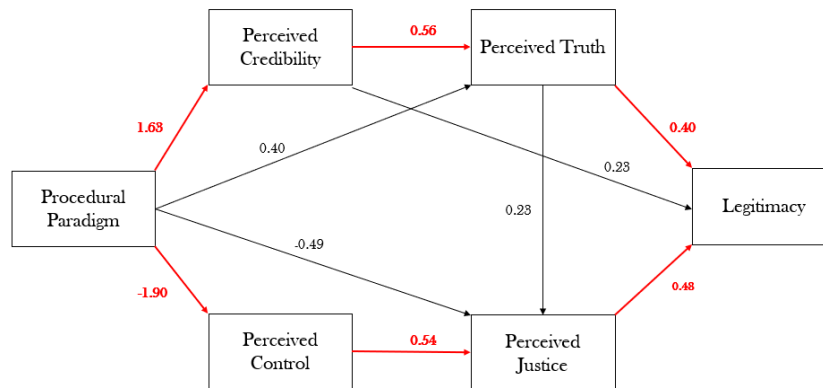 Perceived
Credibility
0.56
Perceived Truth
1.63
0.40
0.40
0.23
Procedural
Paradigm
0.23
Legitimacy
-0.49
-1.90
0.48
Perceived
Control
0.54
Perceived
Justice